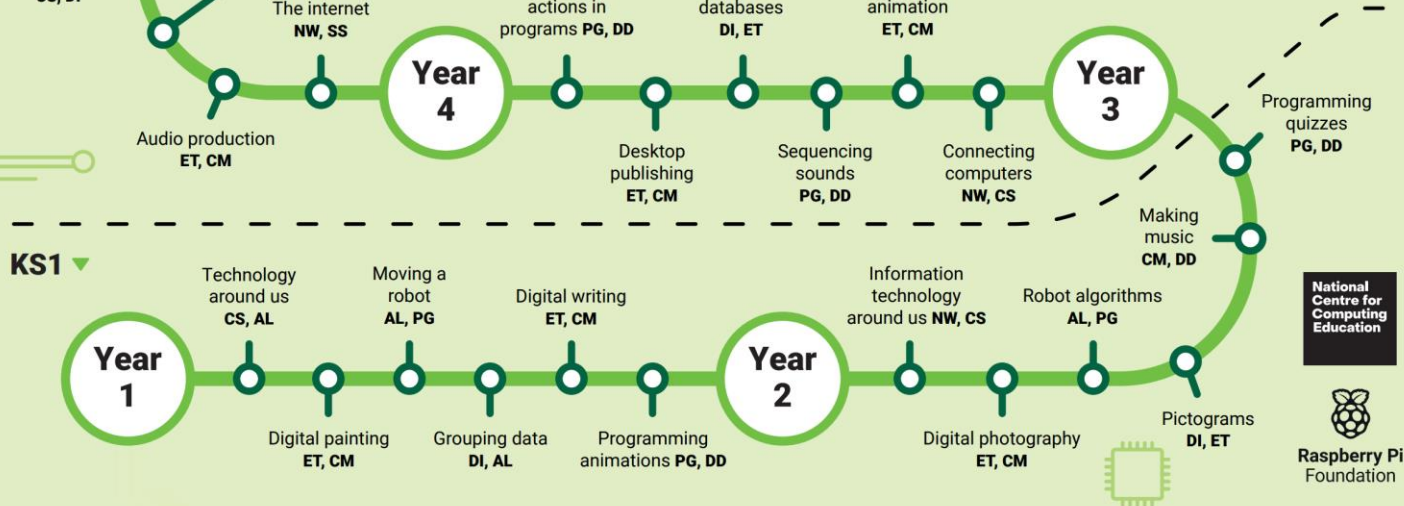 The internet
NW, SS
actions in
programs PG, DD
databases
DI, ET
animation
ET, CM
Year
4
Year
3
Audio production
ET, CM
Desktop
publishing
ET, CM
Sequencing
sounds
PG, DD
Connecting
computers
NW, CS
Programming
quizzes
PG, DD
Making
music
CM, DD
KS1
Technology
around us
CS, AL
Moving a
robot
AL, PG
Digital writing
ET, CM
Information
technology
around us NW, CS
Robot algorithms
AL, PG
Year
1
Year
2
Digital painting
ET, CM
Grouping data
DI, AL
Programming
animations PG, DD
Digital photography
ET, CM
Pictograms
DI, ET
National
Centre for
Computing
Education
Raspberry Pi
Foundation